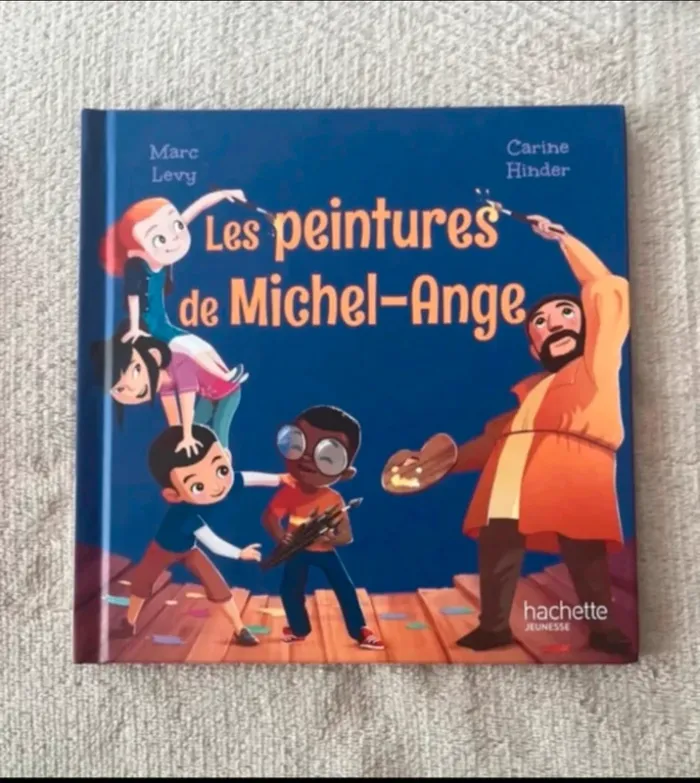 Marc
Levy
Carine
Hinder
Les peintures
de Michel-Ange
hachette
JEUNESSE